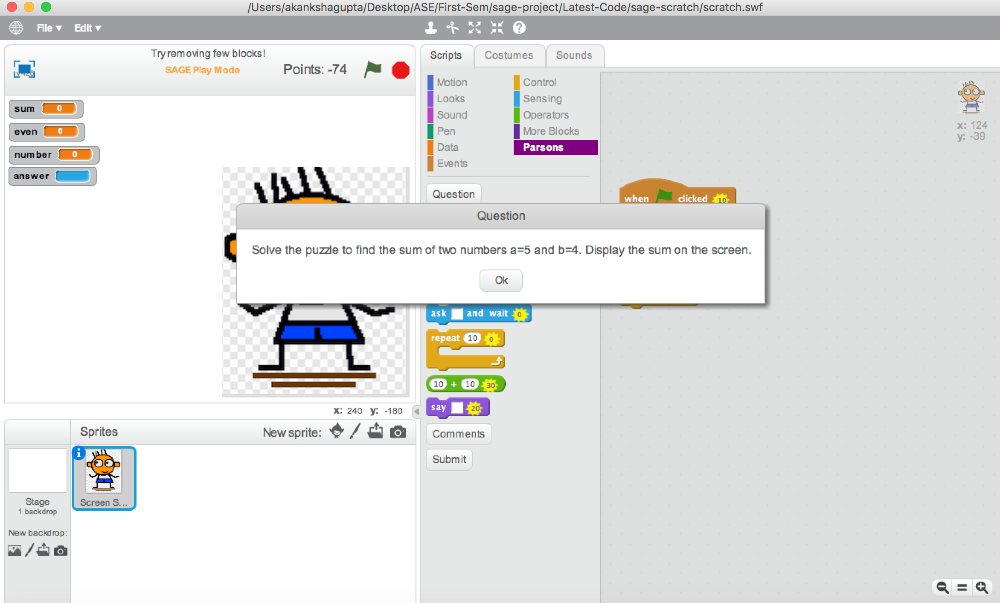 /Users/akankshagupta/Desktop/ASE/First-Sem/sage-project/Latest-Code/sage-scratch/scratch.swf
File Edit
Try removing few blocks!
SAGE Play Mode
Points: -74
sum 0
even 0
number 0
answer
Scripts Costumes Sounds
Motion Control
Looks Sensing
Sound Operators
Pen More Blocks
Data Parsons
Events
x: 124
y: -39
Question
when clicked 10
Question
Solve the puzzle to find the sum of two numbers a=5 and b=4. Display the sum on the screen.
Ok
ask and wait 0
repeat 10 0
10 + 10 30
say 20
Comments
Submit
x: 240 y: -180
Sprites New sprite:
Screen S...
Stage
1 backdrop
New backdrop: